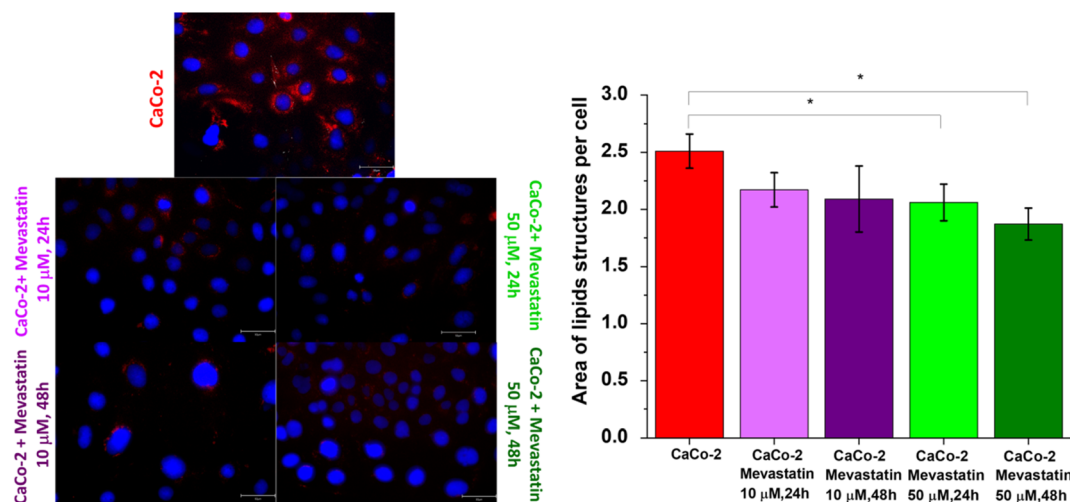 CaCo-2
CaCo-2+ Mevastatin
10 µM, 24h
CaCo-2+ Mevastatin
50 µM, 24h
CaCo-2 + Mevastatin
10 µM, 48h
CaCo-2 + Mevastatin
50 µM, 48h
Area of lipids structures per cell
3.0
2.5
2.0
1.5
1.0
0.5
0.0
*
*
CaCo-2
CaCo-2
Mevastatin
10 µM,24h
CaCo-2
Mevastatin
10 µM,48h
CaCo-2
Mevastatin
50 µM,24h
CaCo-2
Mevastatin
50 µM,48h